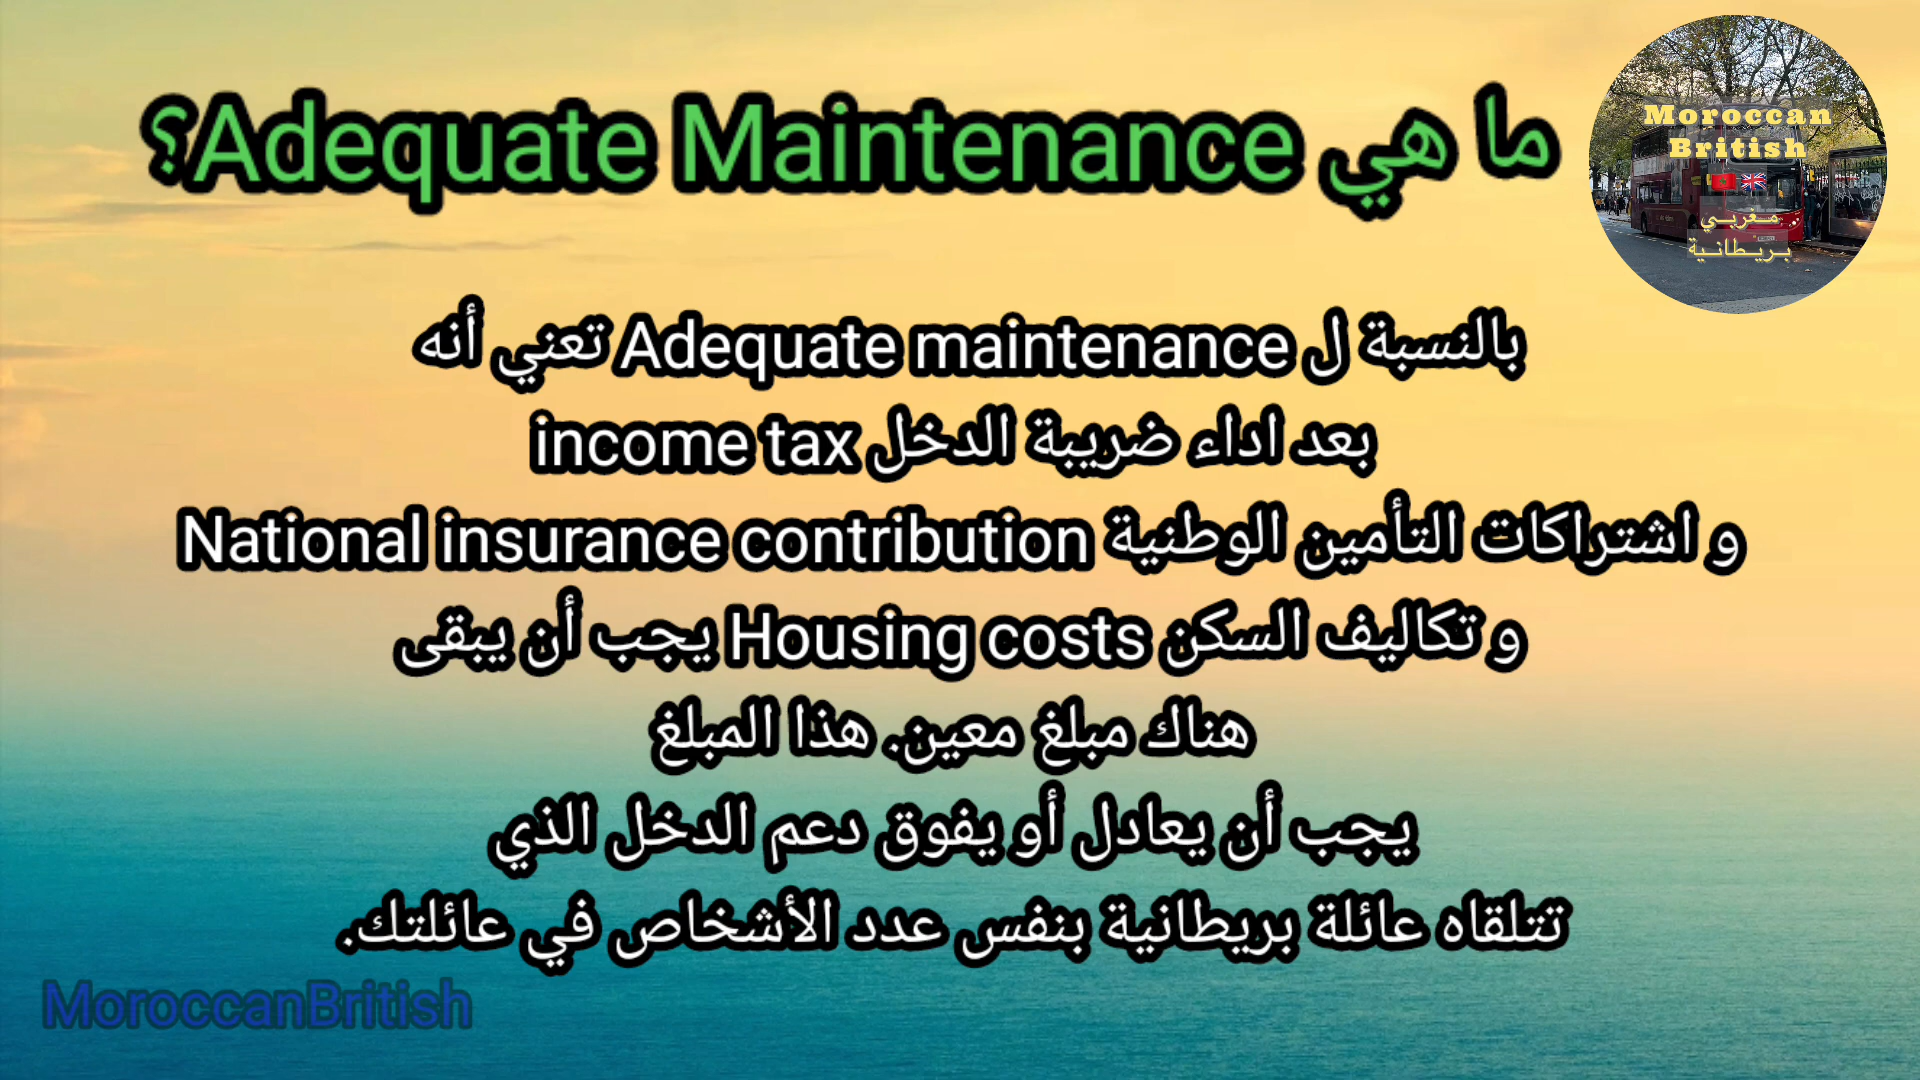 ما هي Adequate Maintenance؟
Moroccan
British
مغربي
بريطانية
بالنسبة ل Adequate maintenance تعني أنه
بعد اداء ضريبة الدخل income tax
و اشتراكات التأمين الوطنية National insurance contribution
و تكاليف السكن Housing costs يجب أن يبقى
هناك مبلغ معين. هذا المبلغ
يجب أن يعادل أو يفوق دعم الدخل الذي
تتلقاه عائلة بريطانية بنفس عدد الأشخاص في عائلتك.
MoroccanBritish